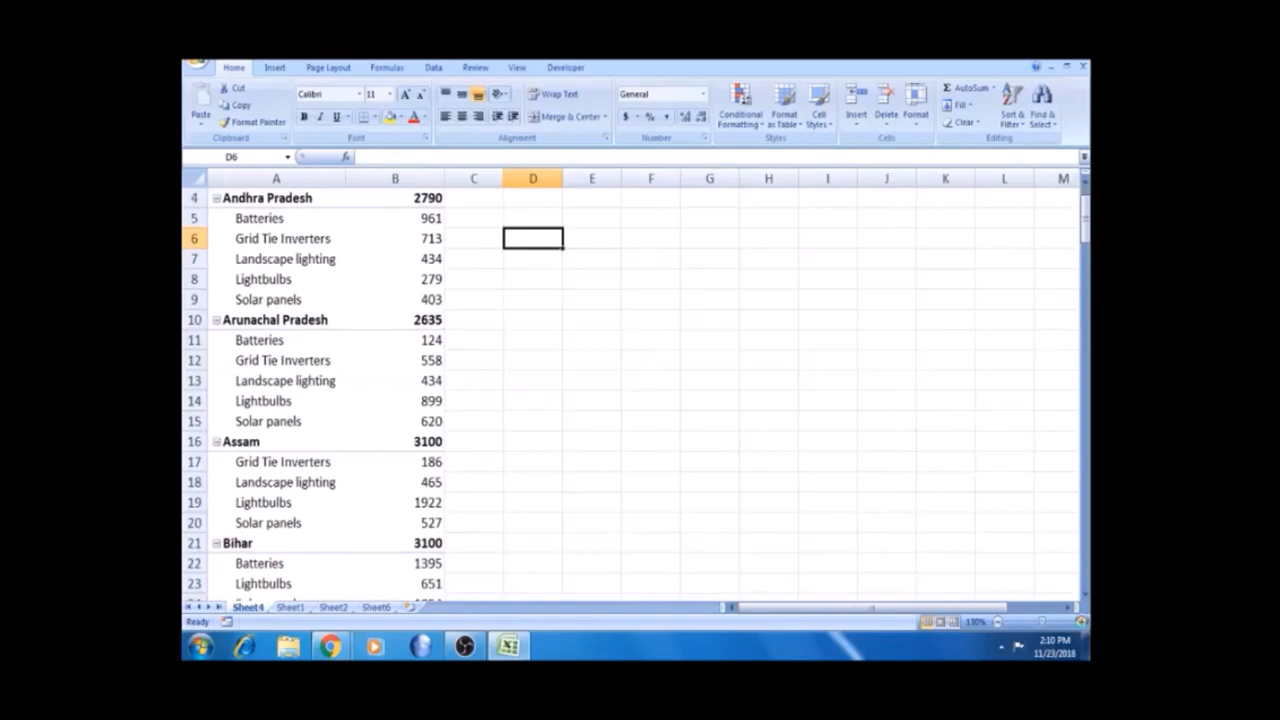 Home Insert Page Layout Formulas Data Review View Developer
Cut Calibri 11 A A Wrap Text General AutoSum
Paste Copy Conditional Formatting Format as Table Cell Styles Insert Delete Format Fill Sort & Filter Find & Select
Format Painter B I U A Merge & Center $ % , Clear
Clipboard Font Alignment Number Styles Cells Editing
D6 fx
A B C D E F G H I J K L M
4 Andhra Pradesh 2790
5 Batteries 961
6 Grid Tie Inverters 713
7 Landscape lighting 434
8 Lightbulbs 279
9 Solar panels 403
10 Arunachal Pradesh 2635
11 Batteries 124
12 Grid Tie Inverters 558
13 Landscape lighting 434
14 Lightbulbs 899
15 Solar panels 620
16 Assam 3100
17 Grid Tie Inverters 186
18 Landscape lighting 465
19 Lightbulbs 1922
20 Solar panels 527
21 Bihar 3100
22 Batteries 1395
23 Lightbulbs 651
Sheet4 Sheet1 Sheet2 Sheet6
Ready 130%
2:10 PM
11/23/2018